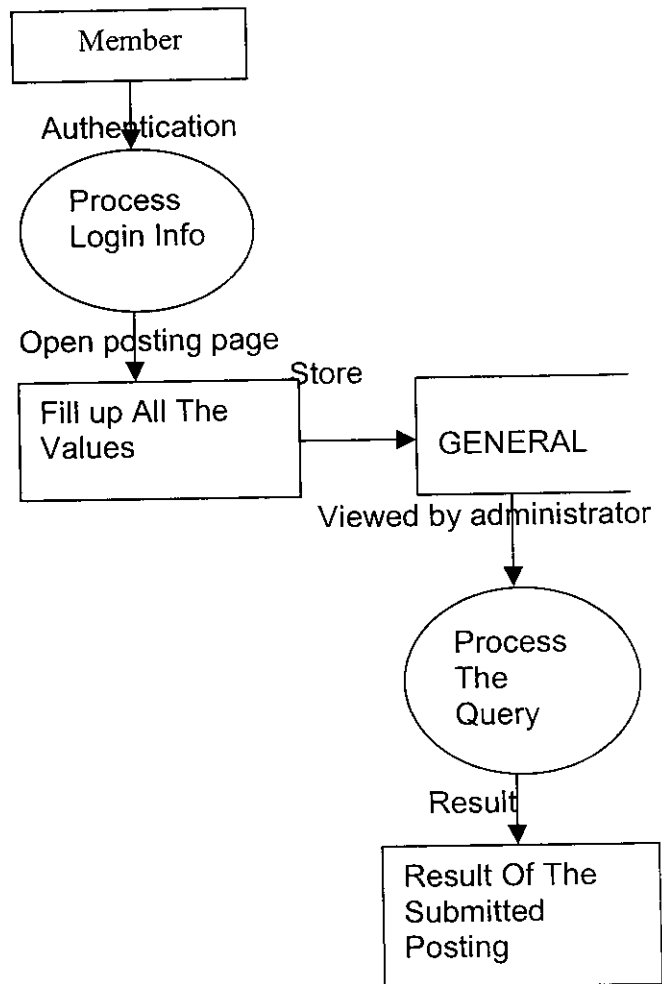 Member
Authentication
Process
Login Info
Open posting page
Store
Fill up All The
Values
GENERAL
Viewed by administrator
Process
The
Query
Result
Result Of The
Submitted
Posting